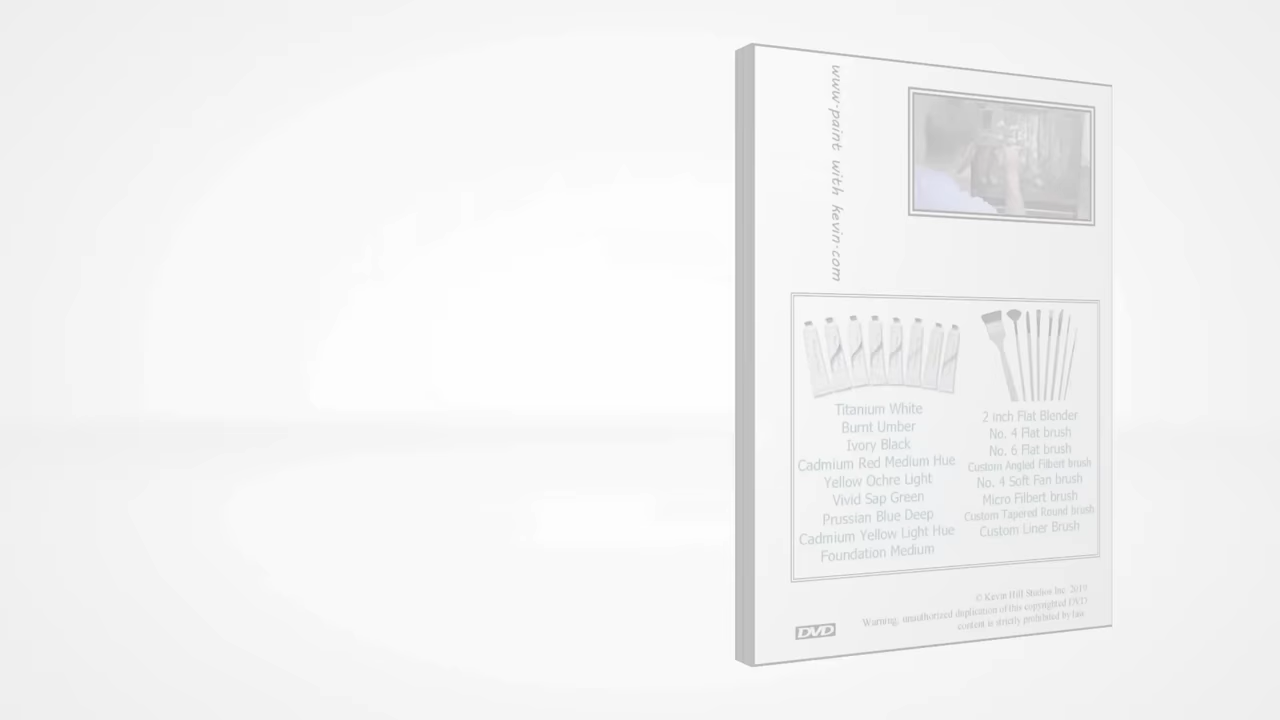 www.paint with kevin.com
Titanium White
Burnt Umber
Ivory Black
Cadmium Red Medium Hue
Yellow Ochre Light
Vivid Sap Green
Prussian Blue Deep
Cadmium Yellow Light Hue
Foundation Medium
2 inch Flat Blender
No. 4 Flat brush
No. 6 Flat brush
Custom Angled Filbert brush
No. 4 Soft Fan brush
Micro Filbert brush
Custom Tapered Round brush
Custom Liner Brush
© Kevin Hill Studios Inc. 2019
Warning, unauthorized duplication of this copyrighted DVD
content is strictly prohibited by law
DVD